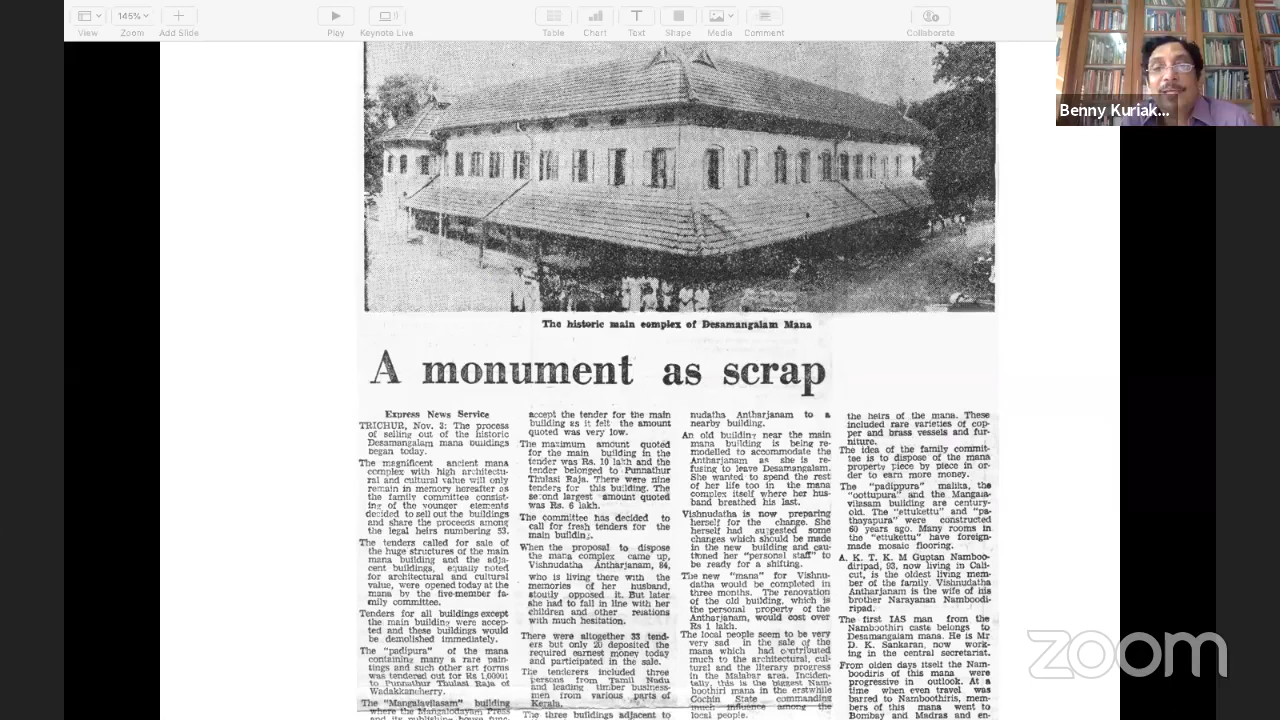 145%
View
Zoom
Add Slide
Play
Keynote Live
Table
Chart
Text
Shape
Media
Comment
Collaborate
Benny Kuriak...
The historic main complex of Desamangalam Mana
A monument as scrap
Express News Service
TRICHUR, Nov. 3: The process
of selling out of the historic
Desamangalam mana buildings
began today.
The magnificent ancient mana
complex with high architectu-
ral and cultural value will only
remain in memory hereafter as
the family committee consist-
ing of the younger elements
decided to sell out the buildings
and share the proceeds among
the legal heirs numbering 53.
The tenders called for sale of
the huge structures of the main
mana building and the adja-
cent buildings, equally noted
for architectural and cultural
value, were opened today at the
mana by the five-member fa-
mily committee.
Tenders for all buildings except
the main building were accep-
ted and these buildings would
be demolished immediately.
The "padipura" of the mana
containing many a rare pain-
tings and such other art forms
was tendered out for Rs
to Punnathur Thulasi Raja of
Wadakkancherry.
The "Mangalavilasam" building
where the Mangalodayam Press
and its publishing house func-
accept the tender for the main
building as it felt the amount
quoted was very low.
The maximum amount quoted
for the main building in the
tender was Rs. 10 lakh and the
tender belonged to Punnathur
Thulasi Raja. There were nine
tenders for this building. The
second largest amount quoted
was Rs. 6 lakh.
The committee has decided to
call for fresh tenders for the
main building.
When the proposal to dispose
the mana complex came up,
Vishnudatha Antharjanam, 84,
who is living there with the
memories of her husband,
stoutly opposed it. But later
she had to fall in line with her
children and other relations
with much hesitation.
There were altogether 33 tend-
ers but only 20 deposited the
required earnest money today
and participated in the sale.
The tenderers included three
persons from Tamil Nadu
and leading timber business-
men from various parts of
Kerala.
The three buildings adjacent to
nudatha Antharjanam to a
nearby building.
An old building near the main
mana building is being re-
modelled to accommodate the
Antharjanam as she is re-
fusing to leave Desamangalam.
She wanted to spend the rest
of her life too in the mana
complex itself where her hus-
band breathed his last.
Vishnudatha is now preparing
herself for the change. She
herself had suggested some
changes which should be made
in the new building and cau-
tioned her "personal staff" to
be ready for a shifting.
The new "mana" for Vishnu-
datha would be completed in
three months. The renovation
of the old building, which is
the personal property of the
Antharjanam, would cost over
Rs 1 lakh.
The local people seem to be very
very sad in the sale of the
mana which had contributed
much to the architectural, cul-
tural and the literary progress
in the Malabar area. Inciden-
tally, this is the biggest Nam-
boothiri mana in the erstwhile
Cochin State commanding
much influence among the
local people.
the heirs of the mana. These
included rare varieties of cop-
per and brass vessels and fur-
niture.
The idea of the family commit-
tee is to dispose of the mana
property piece by piece in or-
der to earn more money.
The "padippura" malika, the
"oottupura" and the Mangala-
vilasam building are century-
old. The "ettukettu" and "pa-
thayapura" were constructed
60 years ago. Many rooms in
the "ettukettu" have foreign-
made mosaic flooring.
A. K. T. K. M Guptan Namboo-
diripad, 93, now living in Cali-
cut, is the oldest living mem-
ber of the family. Vishnudatha
Antharjanam is the wife of his
brother Narayanan Namboodi-
ripad.
The first IAS man from the
Namboothiri caste belongs to
Desamangalam mana. He is Mr
D. K. Sankaran, now work-
ing in the central secretariat.
From olden days itself the Nam-
boodiris of this mana were
progressive in outlook. At a
time when even travel was
barred to Namboothiris, mem-
bers of this mana went to
Bombay and Madras and en-
zoom